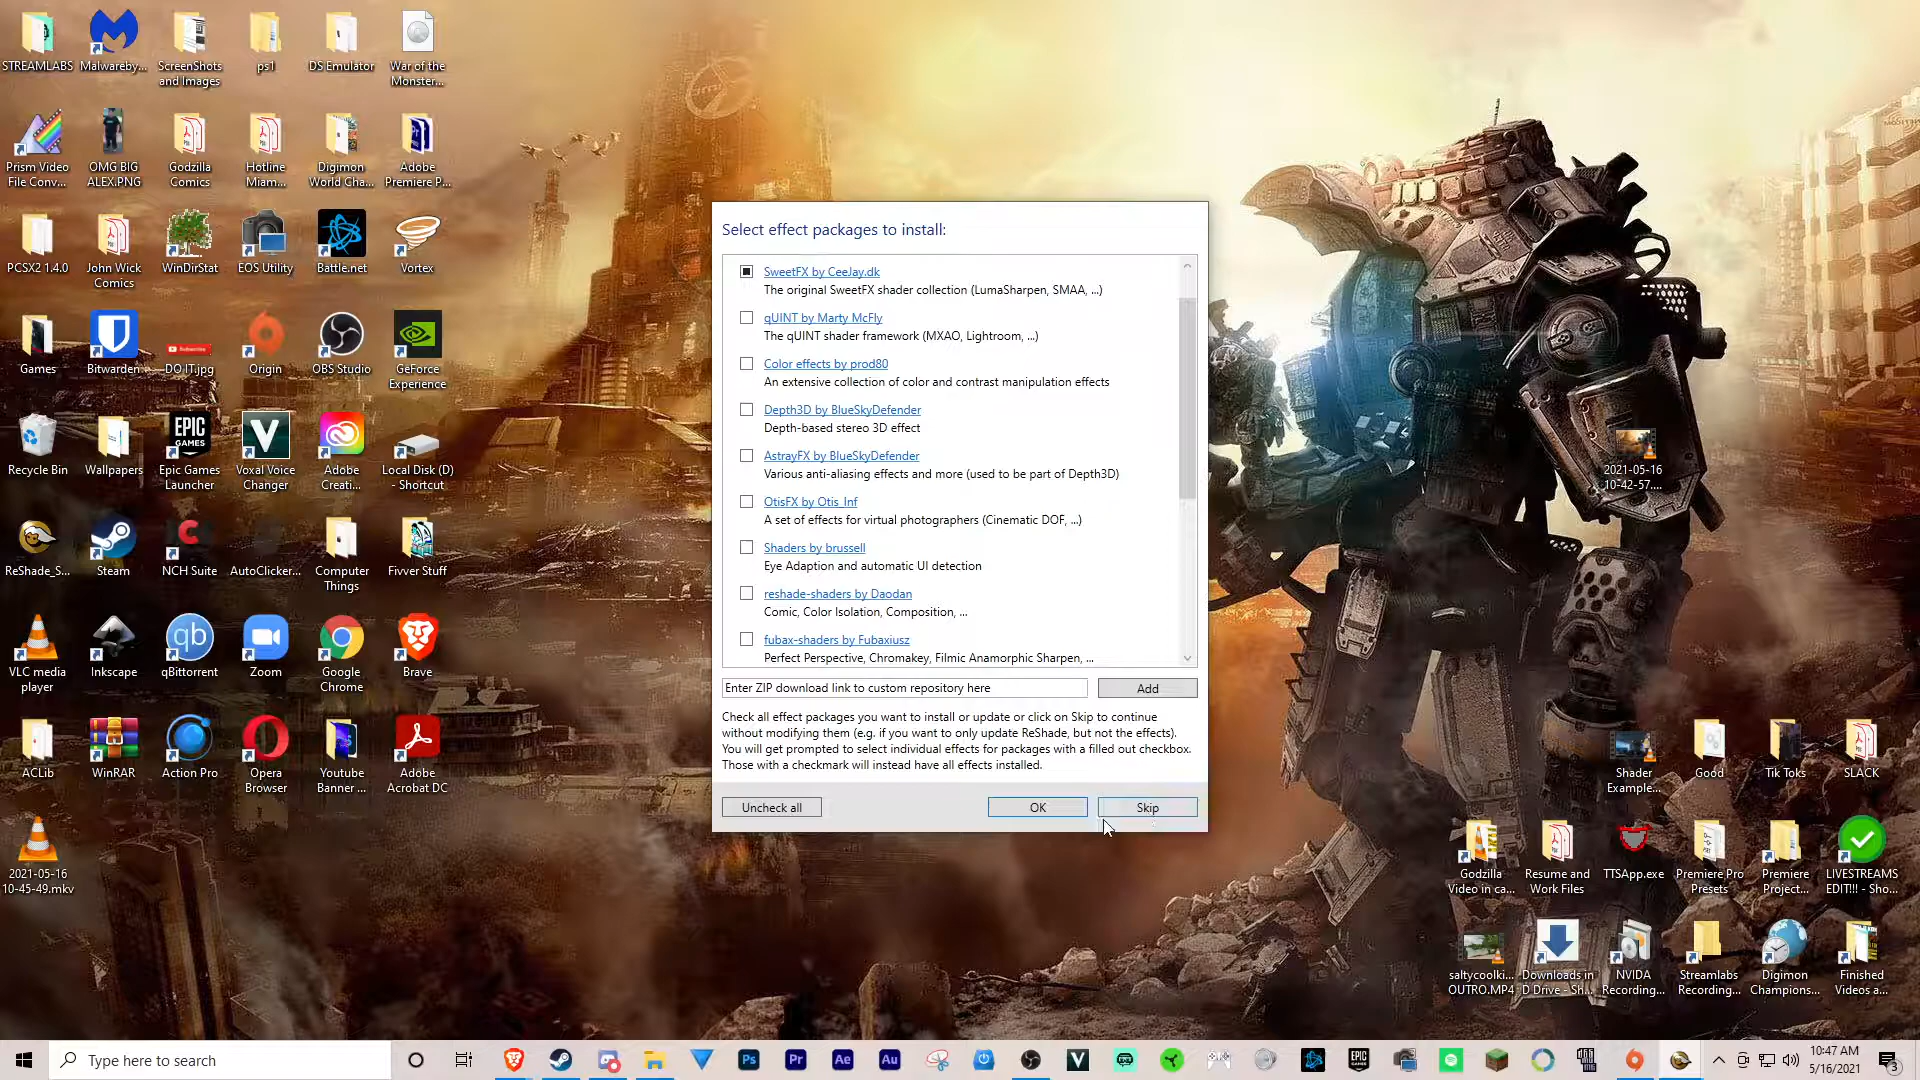 STREAMLABS
Malwareby...
ScreenShots
and Images
ps1
DS Emulator
War of the
Monster...
Prism Video
File Conv...
OMG BIG
ALEX.PNG
Godzilla
Comics
Hotline
Miam...
Digimon
World Cha...
Adobe
Premiere P...
PCSX2 1.4.0
John Wick
Comics
WinDirStat
EOS Utility
Battle.net
Vortex
Games
Bitwarden
DO IT.jpg
Origin
OBS Studio
GeForce
Experience
Recycle Bin
Wallpapers
Epic Games
Launcher
Voxal Voice
Changer
Adobe
Creati...
Local Disk (D)
- Shortcut
ReShade_S...
Steam
NCH Suite
AutoClicker...
Computer
Things
Fivver Stuff
VLC media
player
Inkscape
qBittorrent
Zoom
Google
Chrome
Brave
ACLib
WinRAR
Action Pro
Opera
Browser
Youtube
Banner ...
Adobe
Acrobat DC
2021-05-16
10-45-49.mkv
Select effect packages to install:
SweetFX by CeeJay.dk
The original SweetFX shader collection (LumaSharpen, SMAA, ...)
qUINT by Marty McFly
The qUINT shader framework (MXAO, Lightroom, ...)
Color effects by prod80
An extensive collection of color and contrast manipulation effects
Depth3D by BlueSkyDefender
Depth-based stereo 3D effect
AstrayFX by BlueSkyDefender
Various anti-aliasing effects and more (used to be part of Depth3D)
OtisFX by Otis_Inf
A set of effects for virtual photographers (Cinematic DOF, ...)
Shaders by brussell
Eye Adaption and automatic UI detection
reshade-shaders by Daodan
Comic, Color Isolation, Composition, ...
fubax-shaders by Fubaxiusz
Perfect Perspective, Chromakey, Filmic Anamorphic Sharpen, ...
Enter ZIP download link to custom repository here
Add
Check all effect packages you want to install or update or click on Skip to continue
without modifying them (e.g. if you want to only update ReShade, but not the effects).
You will get prompted to select individual effects for packages with a filled out checkbox.
Those with a checkmark will instead have all effects installed.
Uncheck all
OK
Skip
2021-05-16
10-42-57....
Shader
Example...
Good
Tik Toks
SLACK
Godzilla
Video in ca...
Resume and
Work Files
TTSApp.exe
Premiere Pro
Presets
Premiere
Project...
LIVESTREAMS
EDIT!!! - Sho...
saltycoolki...
OUTRO.MP4
Downloads in
D Drive - Sh...
NVIDA
Recording...
Streamlabs
Recording...
Digimon
Champions...
Finished
Videos a...
Type here to search
10:47 AM
5/16/2021
3